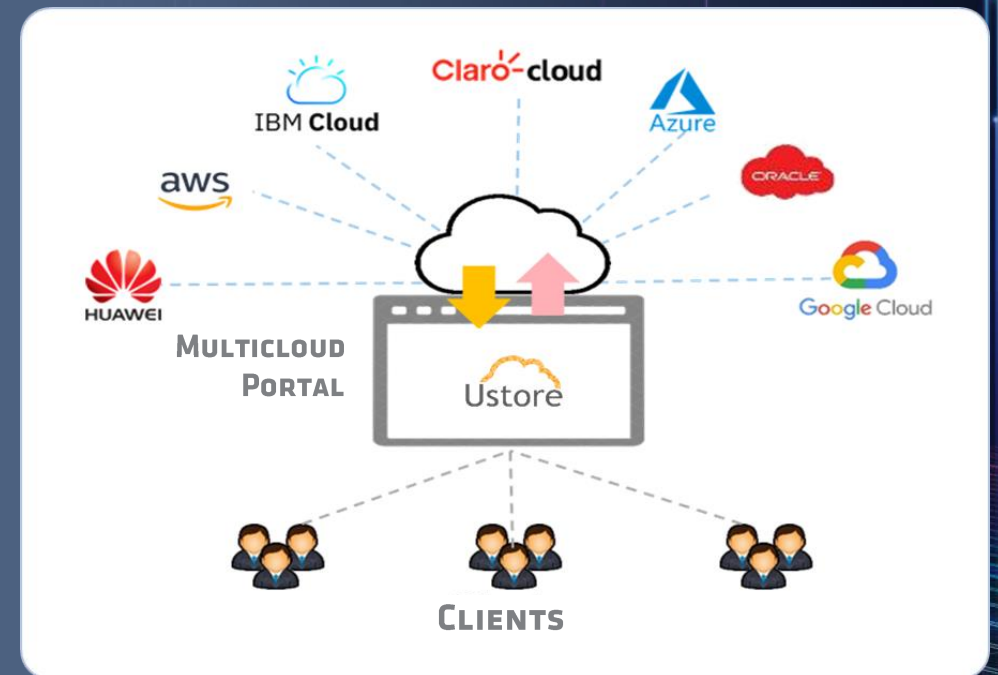 Claro-cloud
IBM Cloud
Azure
aws
ORACLE
HUAWEI
Google Cloud
MULTICLOUD
PORTAL
Ustore
CLIENTS